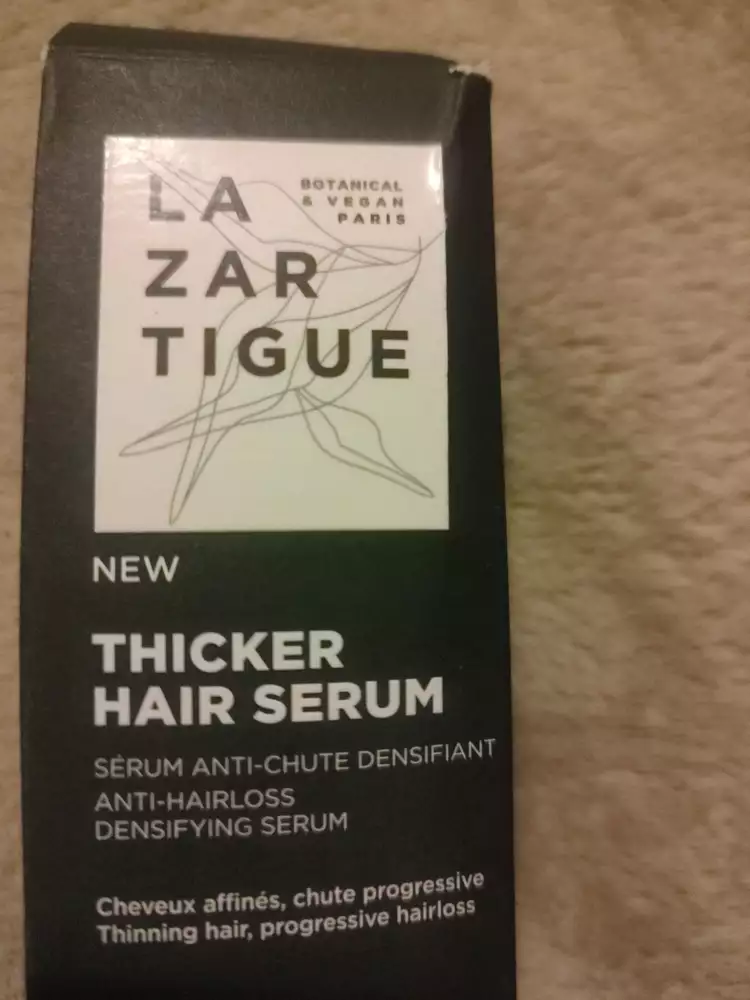 LA
ZAR
TIGUE
BOTANICAL
& VEGAN
PARIS
NEW
THICKER
HAIR SERUM
SÉRUM ANTI-CHUTE DENSIFIANT
ANTI-HAIRLOSS
DENSIFYING SERUM
Cheveux affinés, chute progressive
Thinning hair, progressive hairloss